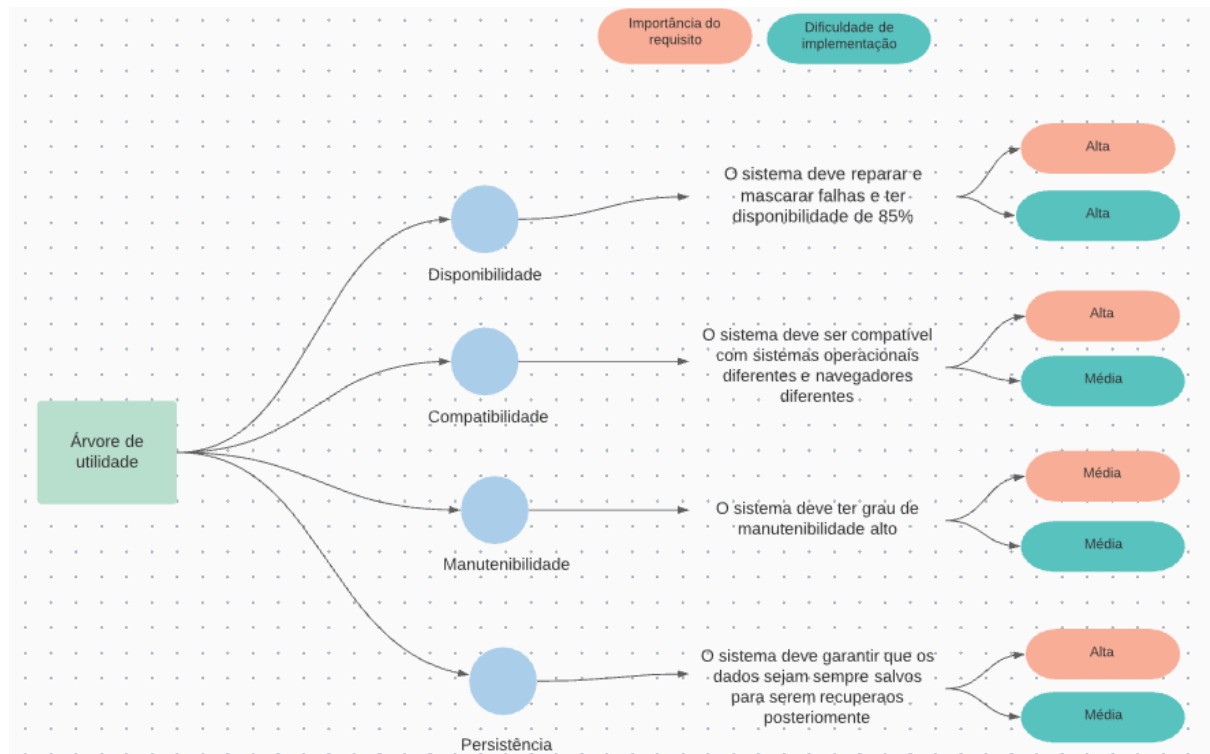 Importância do
requisito
Dificuldade de
implementação
O sistema deve reparar e
mascarar falhas e ter
disponibilidade de 85%
Alta
Alta
Disponibilidade
O sistema deve ser compatível
com sistemas operacionais
diferentes e navegadores
diferentes
Alta
Média
Compatibilidade
Árvore de
utilidade
O sistema deve ter grau de
manutenibilidade alto
Média
Média
Manutenibilidade
O sistema deve garantir que os
dados sejam sempre salvos
para serem recuperaos
posteriomente
Alta
Média
Persistência